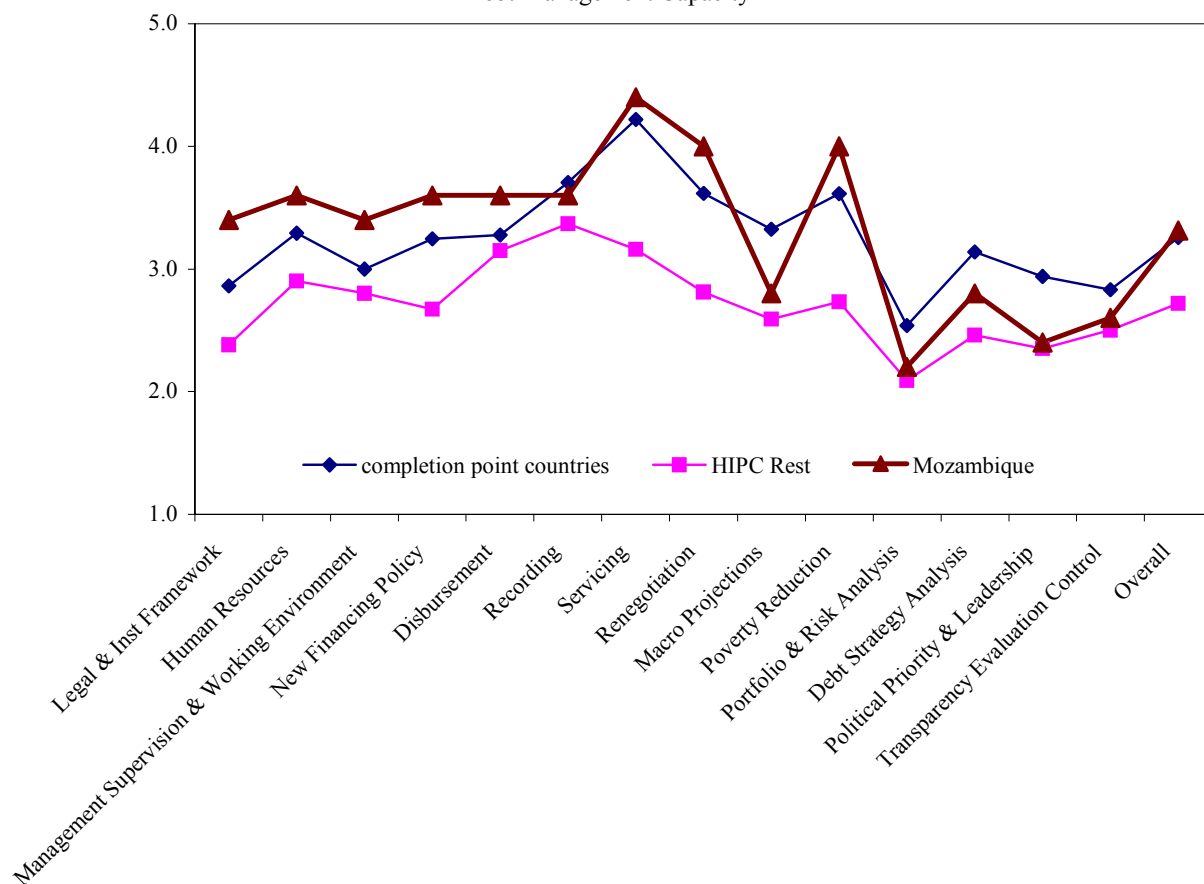 Management Capacity
5.0
4.0
3.0
2.0
1.0
completion point countries
HIPC Rest
Mozambique
Legal & Inst Framework
Human Resources
Management Supervision & Working Environment
New Financing Policy
Disbursement
Recording
Servicing
Renegotiation
Macro Projections
Poverty Reduction
Portfolio & Risk Analysis
Debt Strategy Analysis
Political Priority & Leadership
Transparency Evaluation Control
Overall